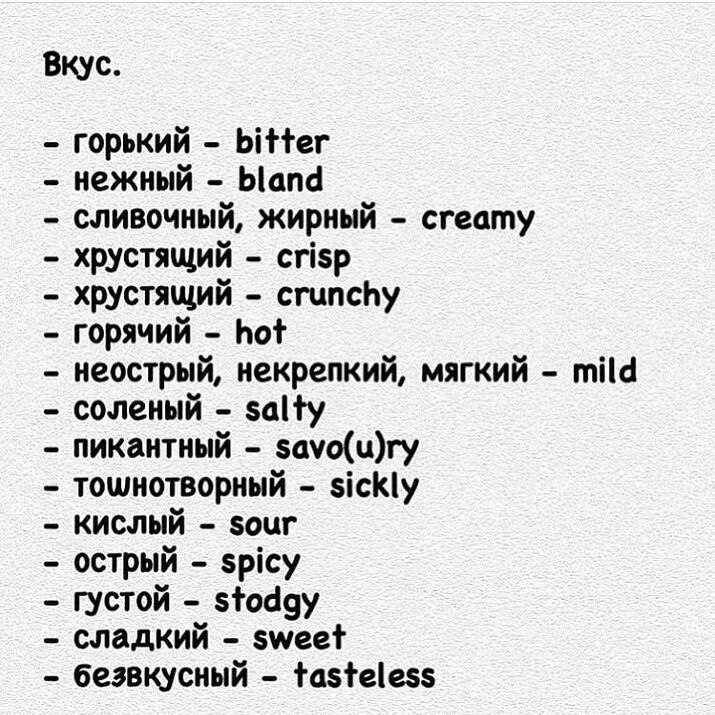 Вкус.
- горький - bitter
- нежный - bland
- сливочный, жирный - creamy
- хрустящий - crisp
- хрустящий - crunchy
- горячий - hot
- неострый, некрепкий, мягкий - mild
- соленый - salty
- пикантный - savo(u)ry
- тошнотворный - sickly
- кислый - sour
- острый - spicy
- густой - stodgy
- сладкий - sweet
- безвкусный - tasteless